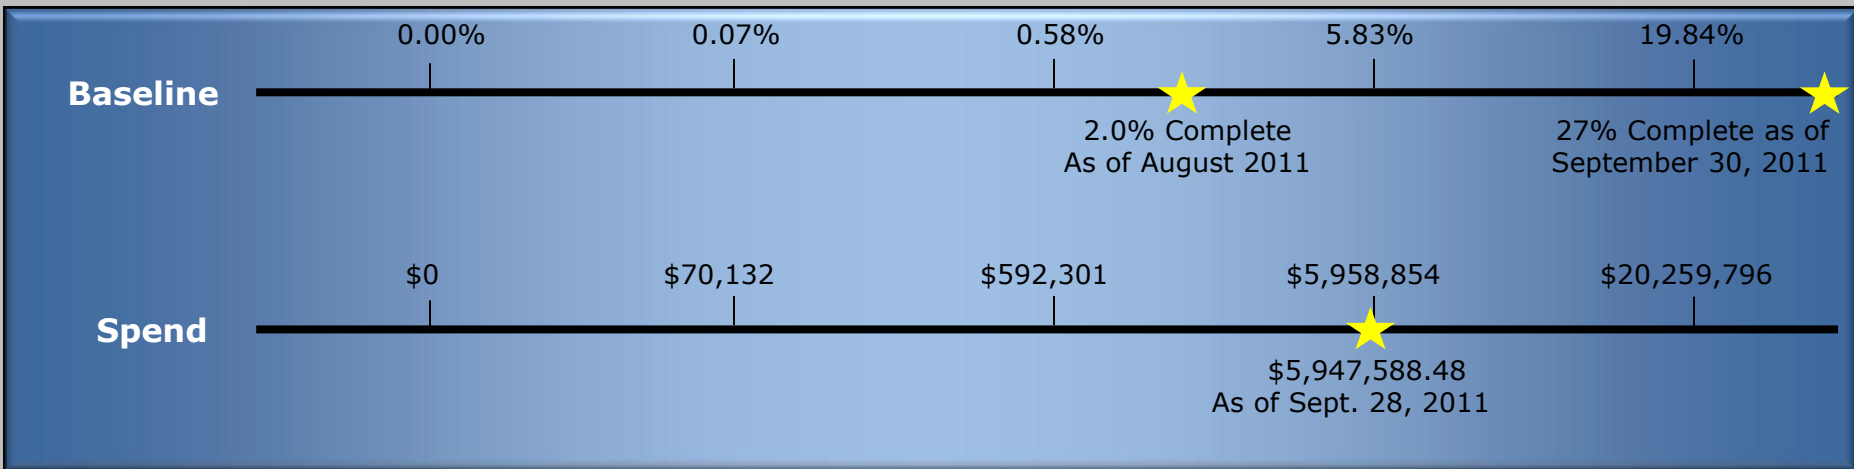 0.00% 0.07% 0.58% 5.83% 19.84%
Baseline
2.0% Complete
As of August 2011
27% Complete as of
September 30, 2011
$0 $70,132 $592,301 $5,958,854 $20,259,796
Spend
$5,947,588.48
As of Sept. 28, 2011